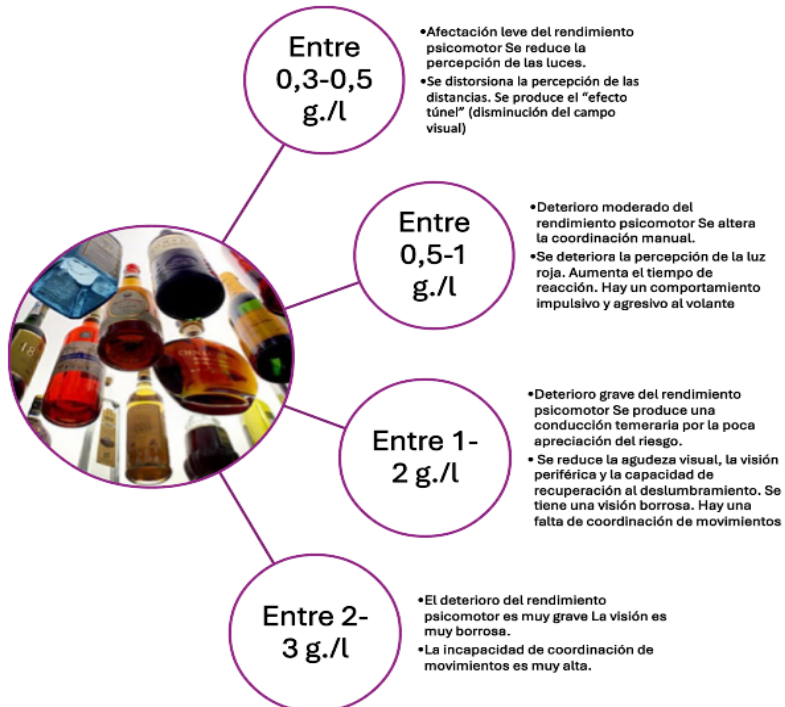 Entre
0,3-0,5
g./l
•Afectación leve del rendimiento
psicomotor Se reduce la
percepción de las luces.
•Se distorsiona la percepción de las
distancias. Se produce el “efecto
túnel” (disminución del campo
visual)
Entre
0,5-1
g./l
•Deterioro moderado del
rendimiento psicomotor Se altera
la coordinación manual.
•Se deteriora la percepción de la luz
roja. Aumenta el tiempo de
reacción. Hay un comportamiento
impulsivo y agresivo al volante
18
Entre 1-
2 g./l
•Deterioro grave del rendimiento
psicomotor Se produce una
conducción temeraria por la poca
apreciación del riesgo.
• Se reduce la agudeza visual, la visión
periférica y la capacidad de
recuperación al deslumbramiento. Se
tiene una visión borrosa. Hay una
falta de coordinación de movimientos
Entre 2-
3 g./l
•El deterioro del rendimiento
psicomotor es muy grave La visión es
muy borrosa.
•La incapacidad de coordinación de
movimientos es muy alta.